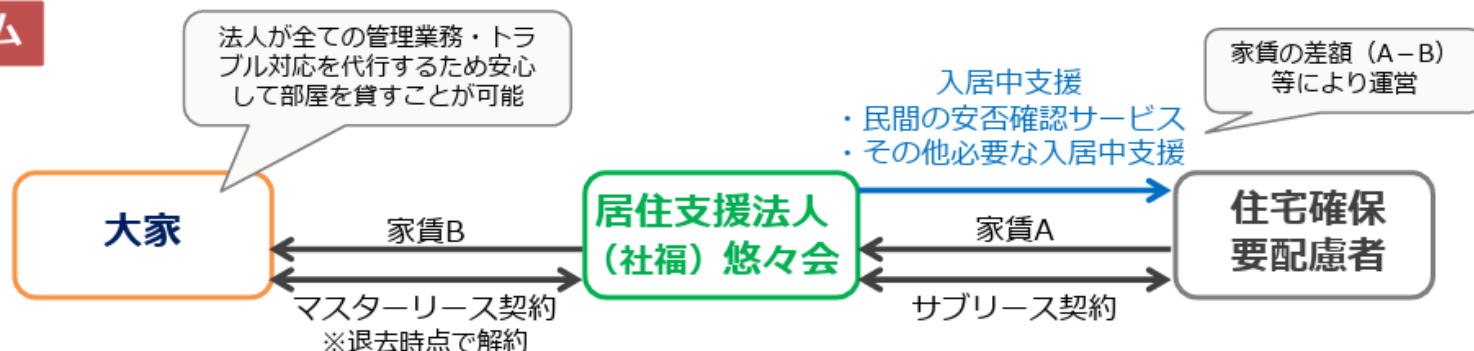 ム
法人が全ての管理業務・トラ
ブル対応を代行するため安心
して部屋を貸すことが可能
家賃の差額(A－B)
等により運営
入居中支援
・民間の安否確認サービス
・その他必要な入居中支援
大家
家賃B
居住支援法人
(社福)悠々会
家賃A
住宅確保
要配慮者
マスターリース契約
※退去時点で解約
サブリース契約